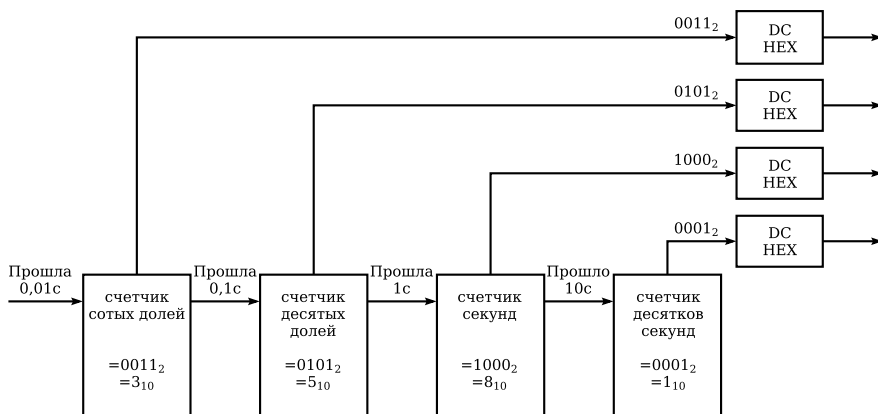 0011₂
DC
HEX
0101₂
DC
HEX
1000₂
DC
HEX
0001₂
DC
HEX
Прошла
0,01с
счетчик
сотых долей
=0011₂
=3₁₀
Прошла
0,1с
счетчик
десятых
долей
=0101₂
=5₁₀
Прошла
1с
счетчик
секунд
=1000₂
=8₁₀
Прошло
10с
счетчик
десятков
секунд
=0001₂
=1₁₀